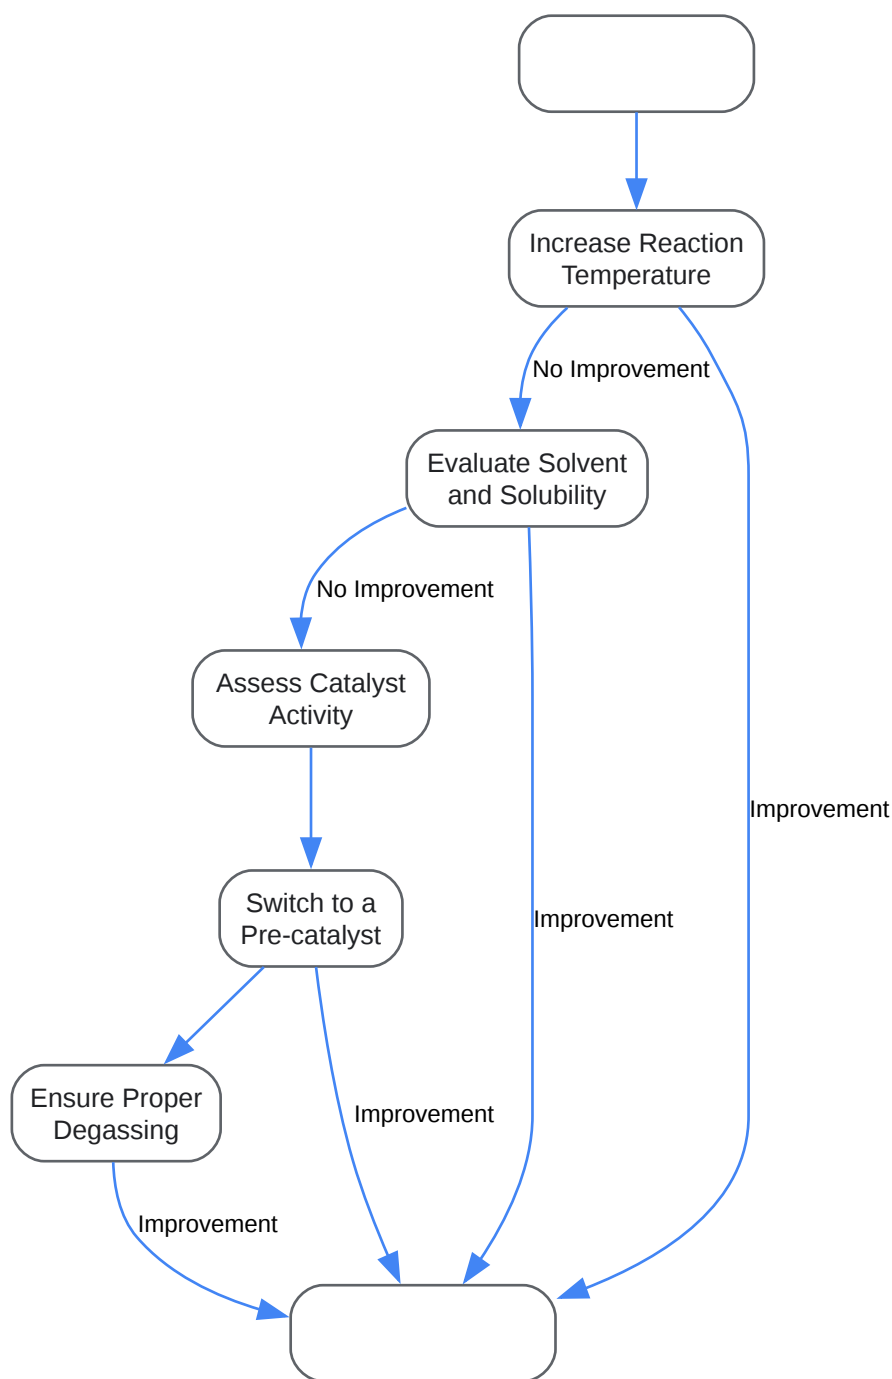 Increase Reaction
Temperature
No Improvement
Evaluate Solvent
and Solubility
No Improvement
Assess Catalyst
Activity
Improvement
Switch to a
Pre-catalyst
Improvement
Ensure Proper
Degassing
Improvement
Improvement